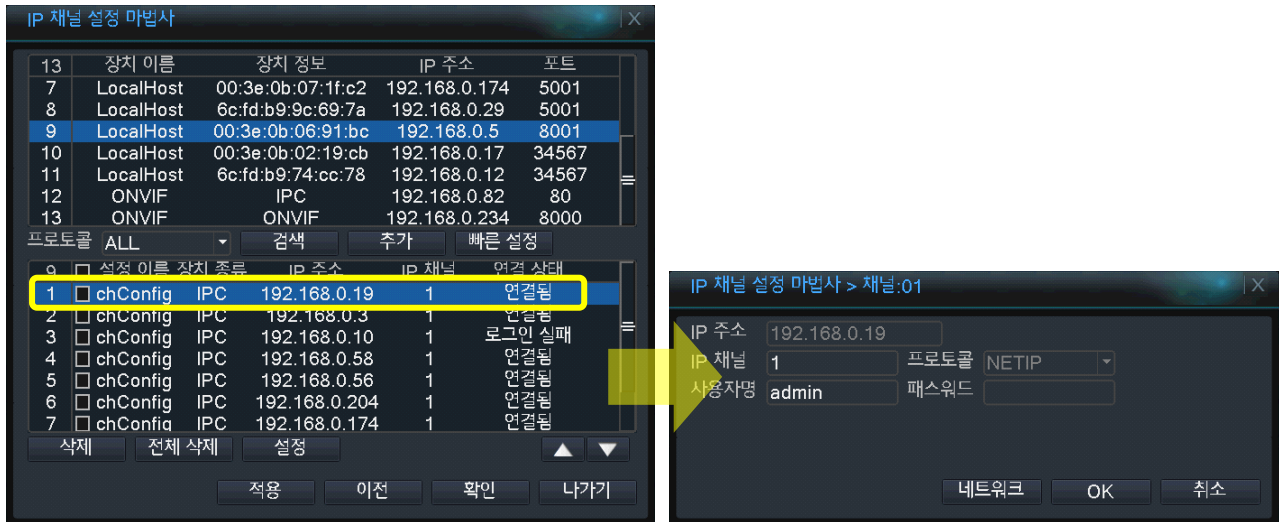 IP 채널 설정 마법사 X
13 장치 이름 장치 정보 IP 주소 포트
7 LocalHost 00:3e:0b:07:1f:c2 192.168.0.174 5001
8 LocalHost 6c:fd:b9:9c:69:7a 192.168.0.29 5001
9 LocalHost 00:3e:0b:06:91:bc 192.168.0.5 8001
10 LocalHost 00:3e:0b:02:19:cb 192.168.0.17 34567
11 LocalHost 6c:fd:b9:74:cc:78 192.168.0.12 34567
12 ONVIF IPC 192.168.0.82 80
13 ONVIF ONVIF 192.168.0.234 8000
프로토콜 ALL 검색 추가 빠른 설정
9 설정 이름 장치 종류 IP 주소 IP 채널 연결 상태
1 chConfig IPC 192.168.0.19 1 연결됨
2 chConfig IPC 192.168.0.3 1 연결됨
3 chConfig IPC 192.168.0.10 1 로그인 실패
4 chConfig IPC 192.168.0.58 1 연결됨
5 chConfig IPC 192.168.0.56 1 연결됨
6 chConfig IPC 192.168.0.204 1 연결됨
7 chConfig IPC 192.168.0.174 1 연결됨
삭제 전체 삭제 설정
적용 이전 확인 나가기
IP 채널 설정 마법사 > 채널:01 X
IP 주소 192.168.0.19
IP 채널 1 프로토콜 NETIP
사용자명 admin 패스워드
네트워크 OK 취소